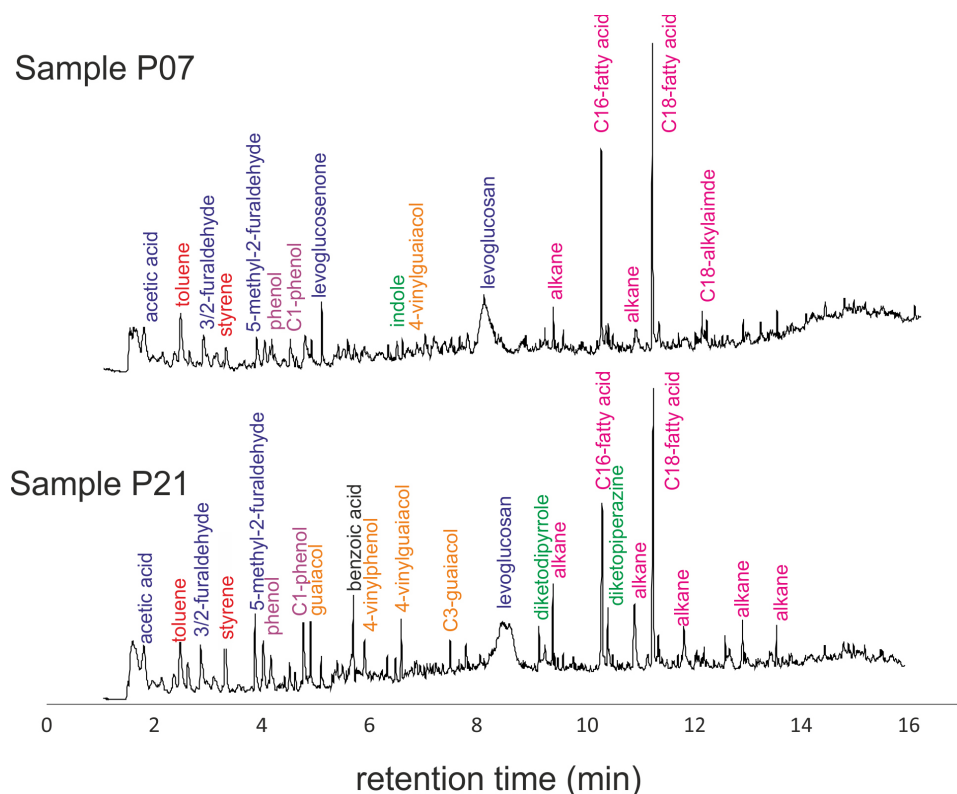 Sample P07
acetic acid
toluene
3/2-furaldehyde
styrene
5-methyl-2-furaldehyde
phenol
C1-phenol
levoglucosenone
indole
4-vinylguaiacol
levoglucosan
alkane
C16-fatty acid
alkane
C18-fatty acid
C18-alkylaimde
Sample P21
acetic acid
toluene
3/2-furaldehyde
styrene
5-methyl-2-furaldehyde
phenol
C1-phenol
guaiacol
benzoic acid
4-vinylphenol
4-vinylguaiacol
C3-guaiacol
levoglucosan
diketodipyrrole
alkane
C16-fatty acid
diketopiperazine
alkane
C18-fatty acid
alkane
alkane
alkane
0 2 4 6 8 10 12 14 16
retention time (min)